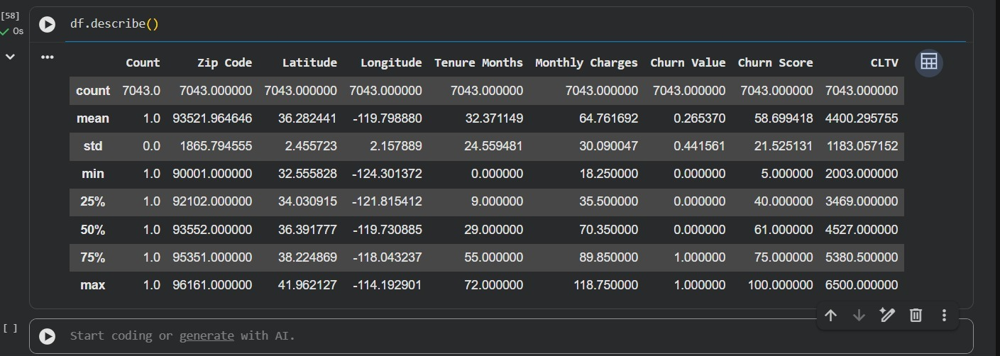 [58]
0s
df.describe()
Count Zip Code Latitude Longitude Tenure Months Monthly Charges Churn Value Churn Score CLTV
count 7043.0 7043.000000 7043.000000 7043.000000 7043.000000 7043.000000 7043.000000 7043.000000 7043.000000
mean 1.0 93521.964646 36.282441 -119.798880 32.371149 64.761692 0.265370 58.699418 4400.295755
std 0.0 1865.794555 2.455723 2.157889 24.559481 30.090047 0.441561 21.525131 1183.057152
min 1.0 90001.000000 32.555828 -124.301372 0.000000 18.250000 0.000000 5.000000 2003.000000
25% 1.0 92102.000000 34.030915 -121.815412 9.000000 35.500000 0.000000 40.000000 3469.000000
50% 1.0 93552.000000 36.391777 -119.730885 29.000000 70.350000 0.000000 61.000000 4527.000000
75% 1.0 95351.000000 38.224869 -118.043237 55.000000 89.850000 1.000000 75.000000 5380.500000
max 1.0 96161.000000 41.962127 -114.192901 72.000000 118.750000 1.000000 100.000000 6500.000000
[ ]
Start coding or generate with AI.